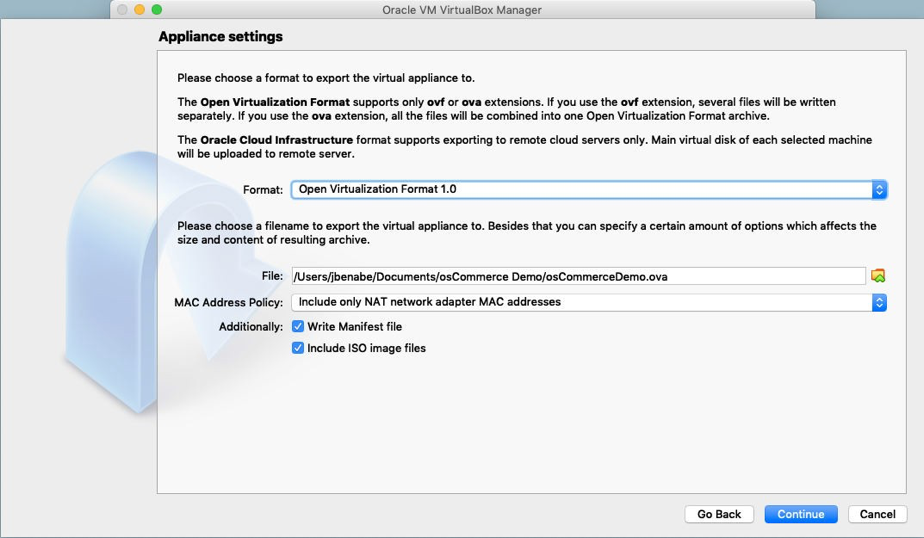 Oracle VM VirtualBox Manager
Appliance settings
Please choose a format to export the virtual appliance to.
The Open Virtualization Format supports only ovf or ova extensions. If you use the ovf extension, several files will be written
separately. If you use the ova extension, all the files will be combined into one Open Virtualization Format archive.
The Oracle Cloud Infrastructure format supports exporting to remote cloud servers only. Main virtual disk of each selected machine
will be uploaded to remote server.
Format: Open Virtualization Format 1.0
Please choose a filename to export the virtual appliance to. Besides that you can specify a certain amount of options which affects the
size and content of resulting archive.
File: /Users/jbenabe/Documents/osCommerce Demo/osCommerceDemo.ova
MAC Address Policy: Include only NAT network adapter MAC addresses
Additionally: Write Manifest file
Include ISO image files
Go Back Continue Cancel